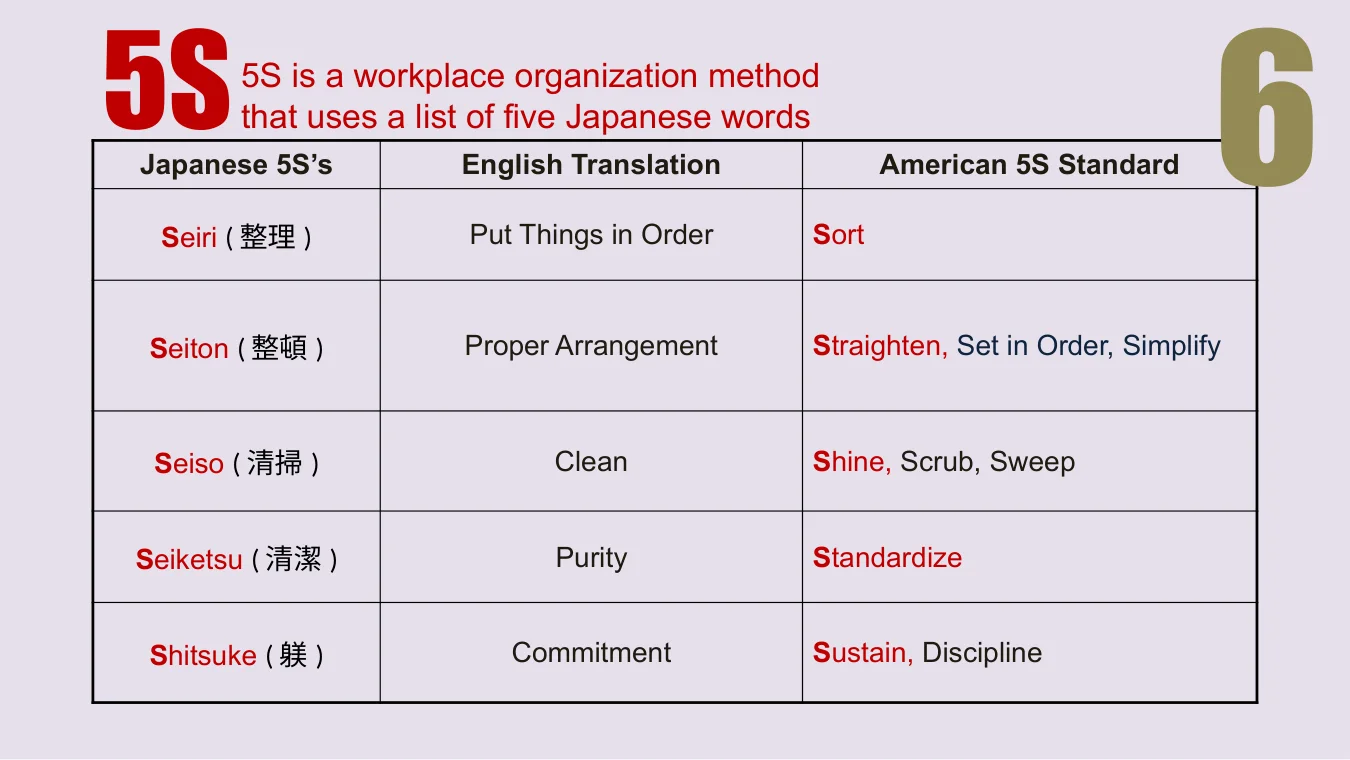 5S
5S is a workplace organization method
that uses a list of five Japanese words
6
Japanese 5S’s English Translation American 5S Standard
Seiri ( 整理 ) Put Things in Order Sort
Seiton ( 整頓 ) Proper Arrangement Straighten, Set in Order, Simplify
Seiso ( 清掃 ) Clean Shine, Scrub, Sweep
Seiketsu ( 清潔 ) Purity Standardize
Shitsuke ( 躾 ) Commitment Sustain, Discipline